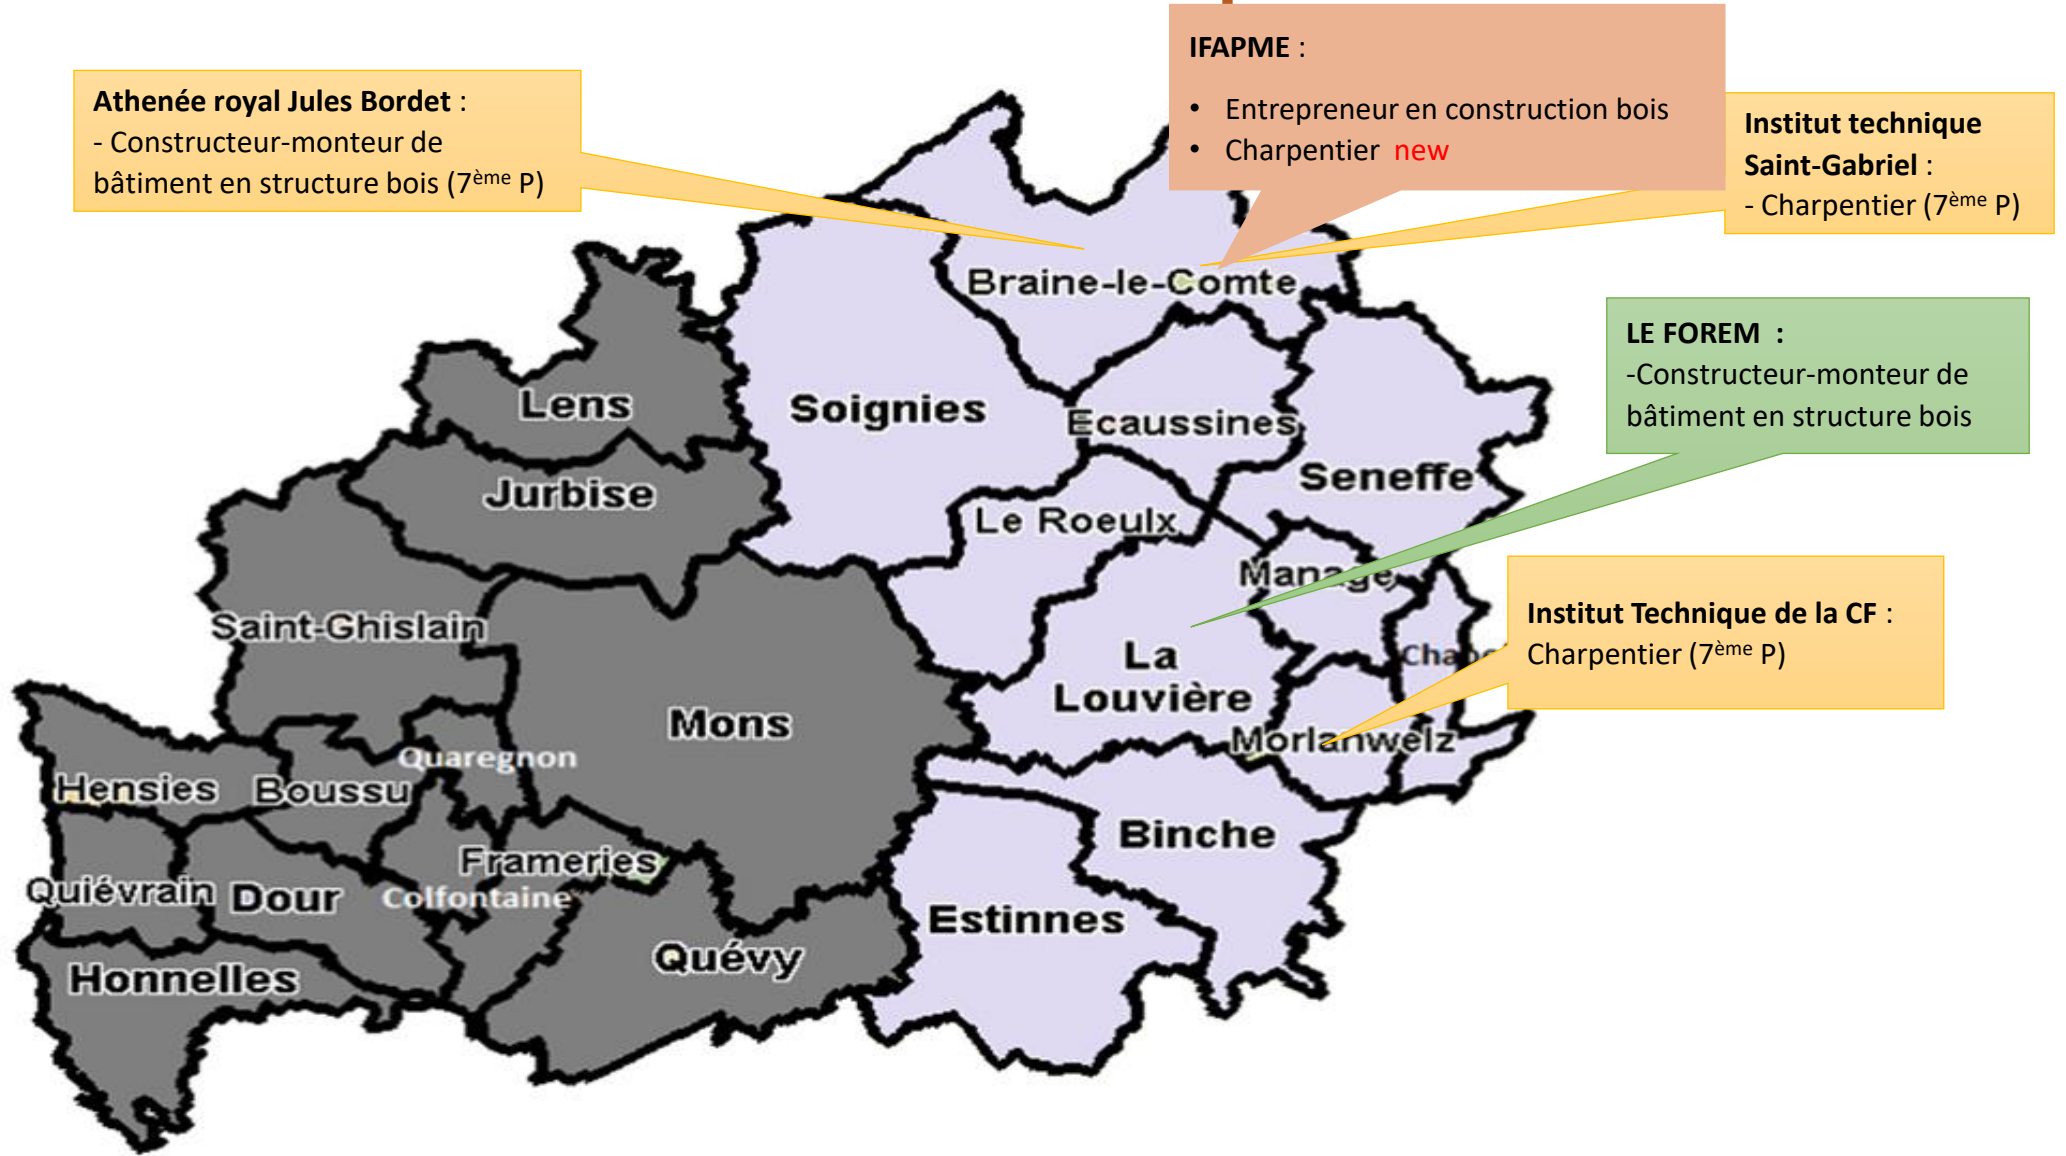 IFAPME :
• Entrepreneur en construction bois
• Charpentier new
Athenée royal Jules Bordet :
- Constructeur-monteur de
bâtiment en structure bois (7ème P)
Institut technique
Saint-Gabriel :
- Charpentier (7ème P)
Braine-le-Comte
LE FOREM :
-Constructeur-monteur de
bâtiment en structure bois
Lens
Soignies
Ecaussines
Seneffe
Jurbise
Le Roeulx
Manage
Institut Technique de la CF :
Charpentier (7ème P)
Saint-Ghislain
La
Louvière
Mons
Morlanwelz
Quaregnon
Hensies
Boussu
Binche
Frameries
Quiévrain
Dour
Colfontaine
Estinnes
Quévy
Honnelles